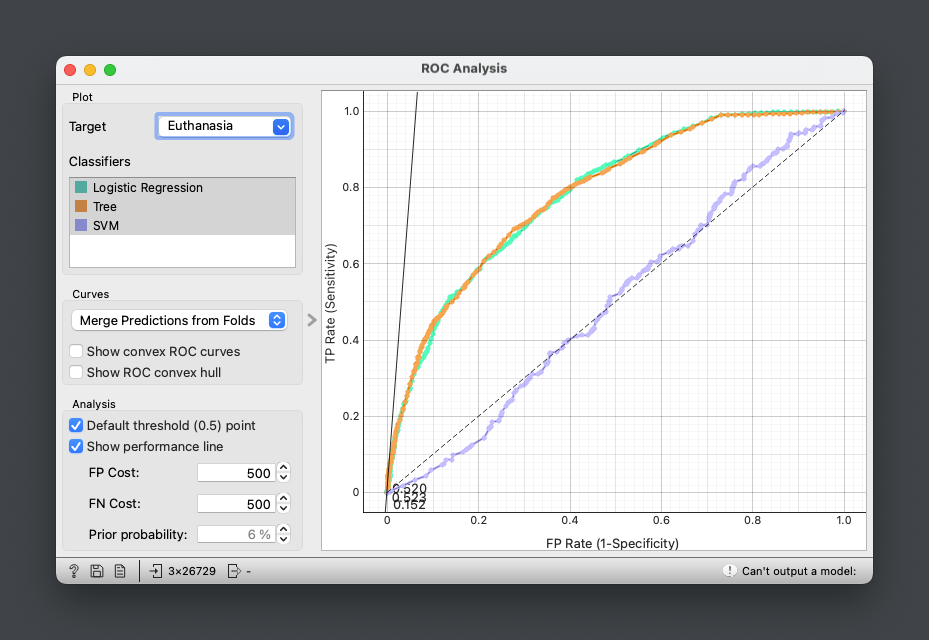 ROC Analysis
Plot
Target
Euthanasia
Classifiers
Logistic Regression
Tree
SVM
Curves
Merge Predictions from Folds
Show convex ROC curves
Show ROC convex hull
Analysis
Default threshold (0.5) point
Show performance line
FP Cost: 500
FN Cost: 500
Prior probability: 6 %
TP Rate (Sensitivity)
1.0
0.8
0.6
0.4
0.2
0
0.520
0.523
0.152
0 0.2 0.4 0.6 0.8 1.0
FP Rate (1-Specificity)
? 3×26729 - ! Can't output a model: